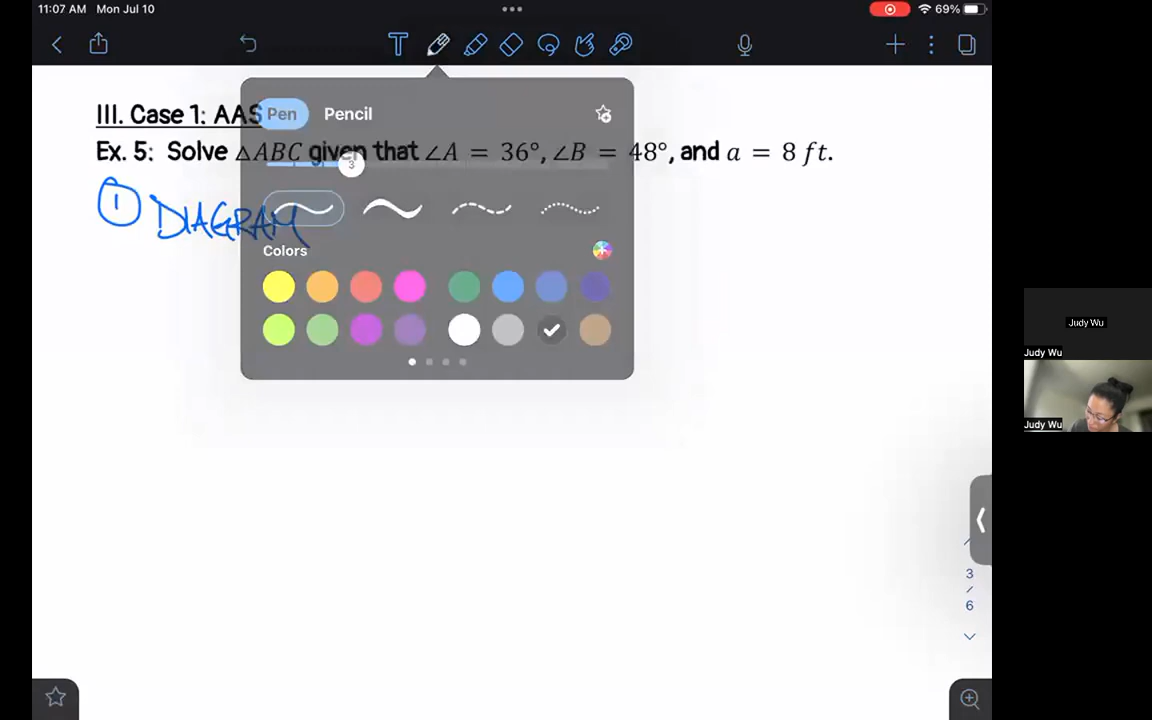 11:07 AM Mon Jul 10
69%
T
III. Case 1: AAS
Pen Pencil
Ex. 5: Solve △ABC given that ∠A = 36°, ∠B = 48°, and a = 8 ft.
3
① DIAGRAM
Colors
Judy Wu
Judy Wu
Judy Wu
3
/
6